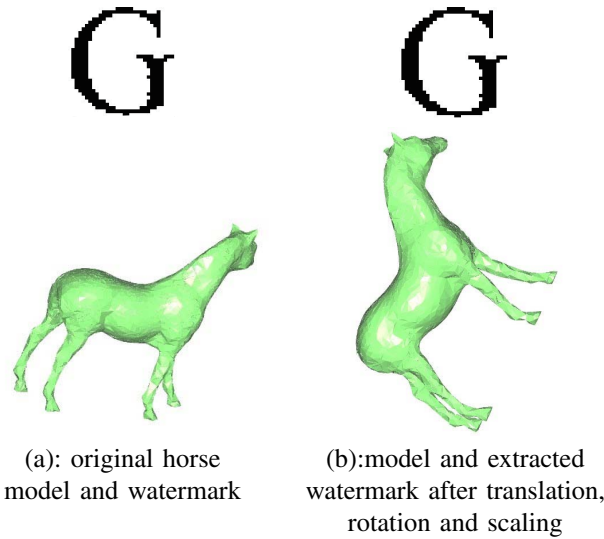 G
G
(a): original horse
model and watermark
(b):model and extracted
watermark after translation,
rotation and scaling